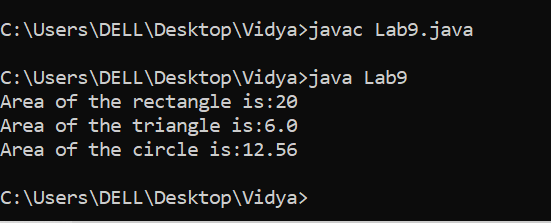 C:\Users\DELL\Desktop\Vidya>javac Lab9.java
C:\Users\DELL\Desktop\Vidya>java Lab9
Area of the rectangle is:20
Area of the triangle is:6.0
Area of the circle is:12.56
C:\Users\DELL\Desktop\Vidya>